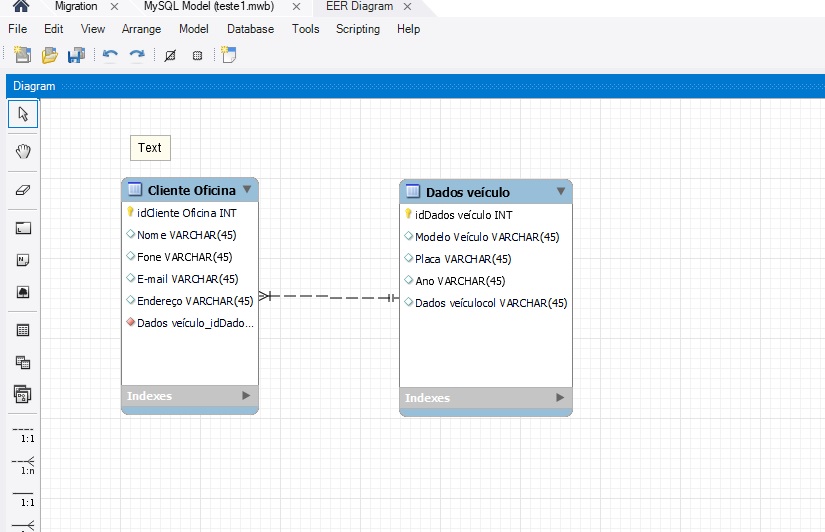 Migration MySQL Model (teste1.mwb) EER Diagram
File Edit View Arrange Model Database Tools Scripting Help
Diagram
Text
Cliente Oficina
idCliente Oficina INT
Nome VARCHAR(45)
Fone VARCHAR(45)
E-mail VARCHAR(45)
Endereço VARCHAR(45)
Dados veículo_idDado...
Indexes
Dados veículo
idDados veículo INT
Modelo Veículo VARCHAR(45)
Placa VARCHAR(45)
Ano VARCHAR(45)
Dados veículocol VARCHAR(45)
Indexes
1:1
1:n
1:1